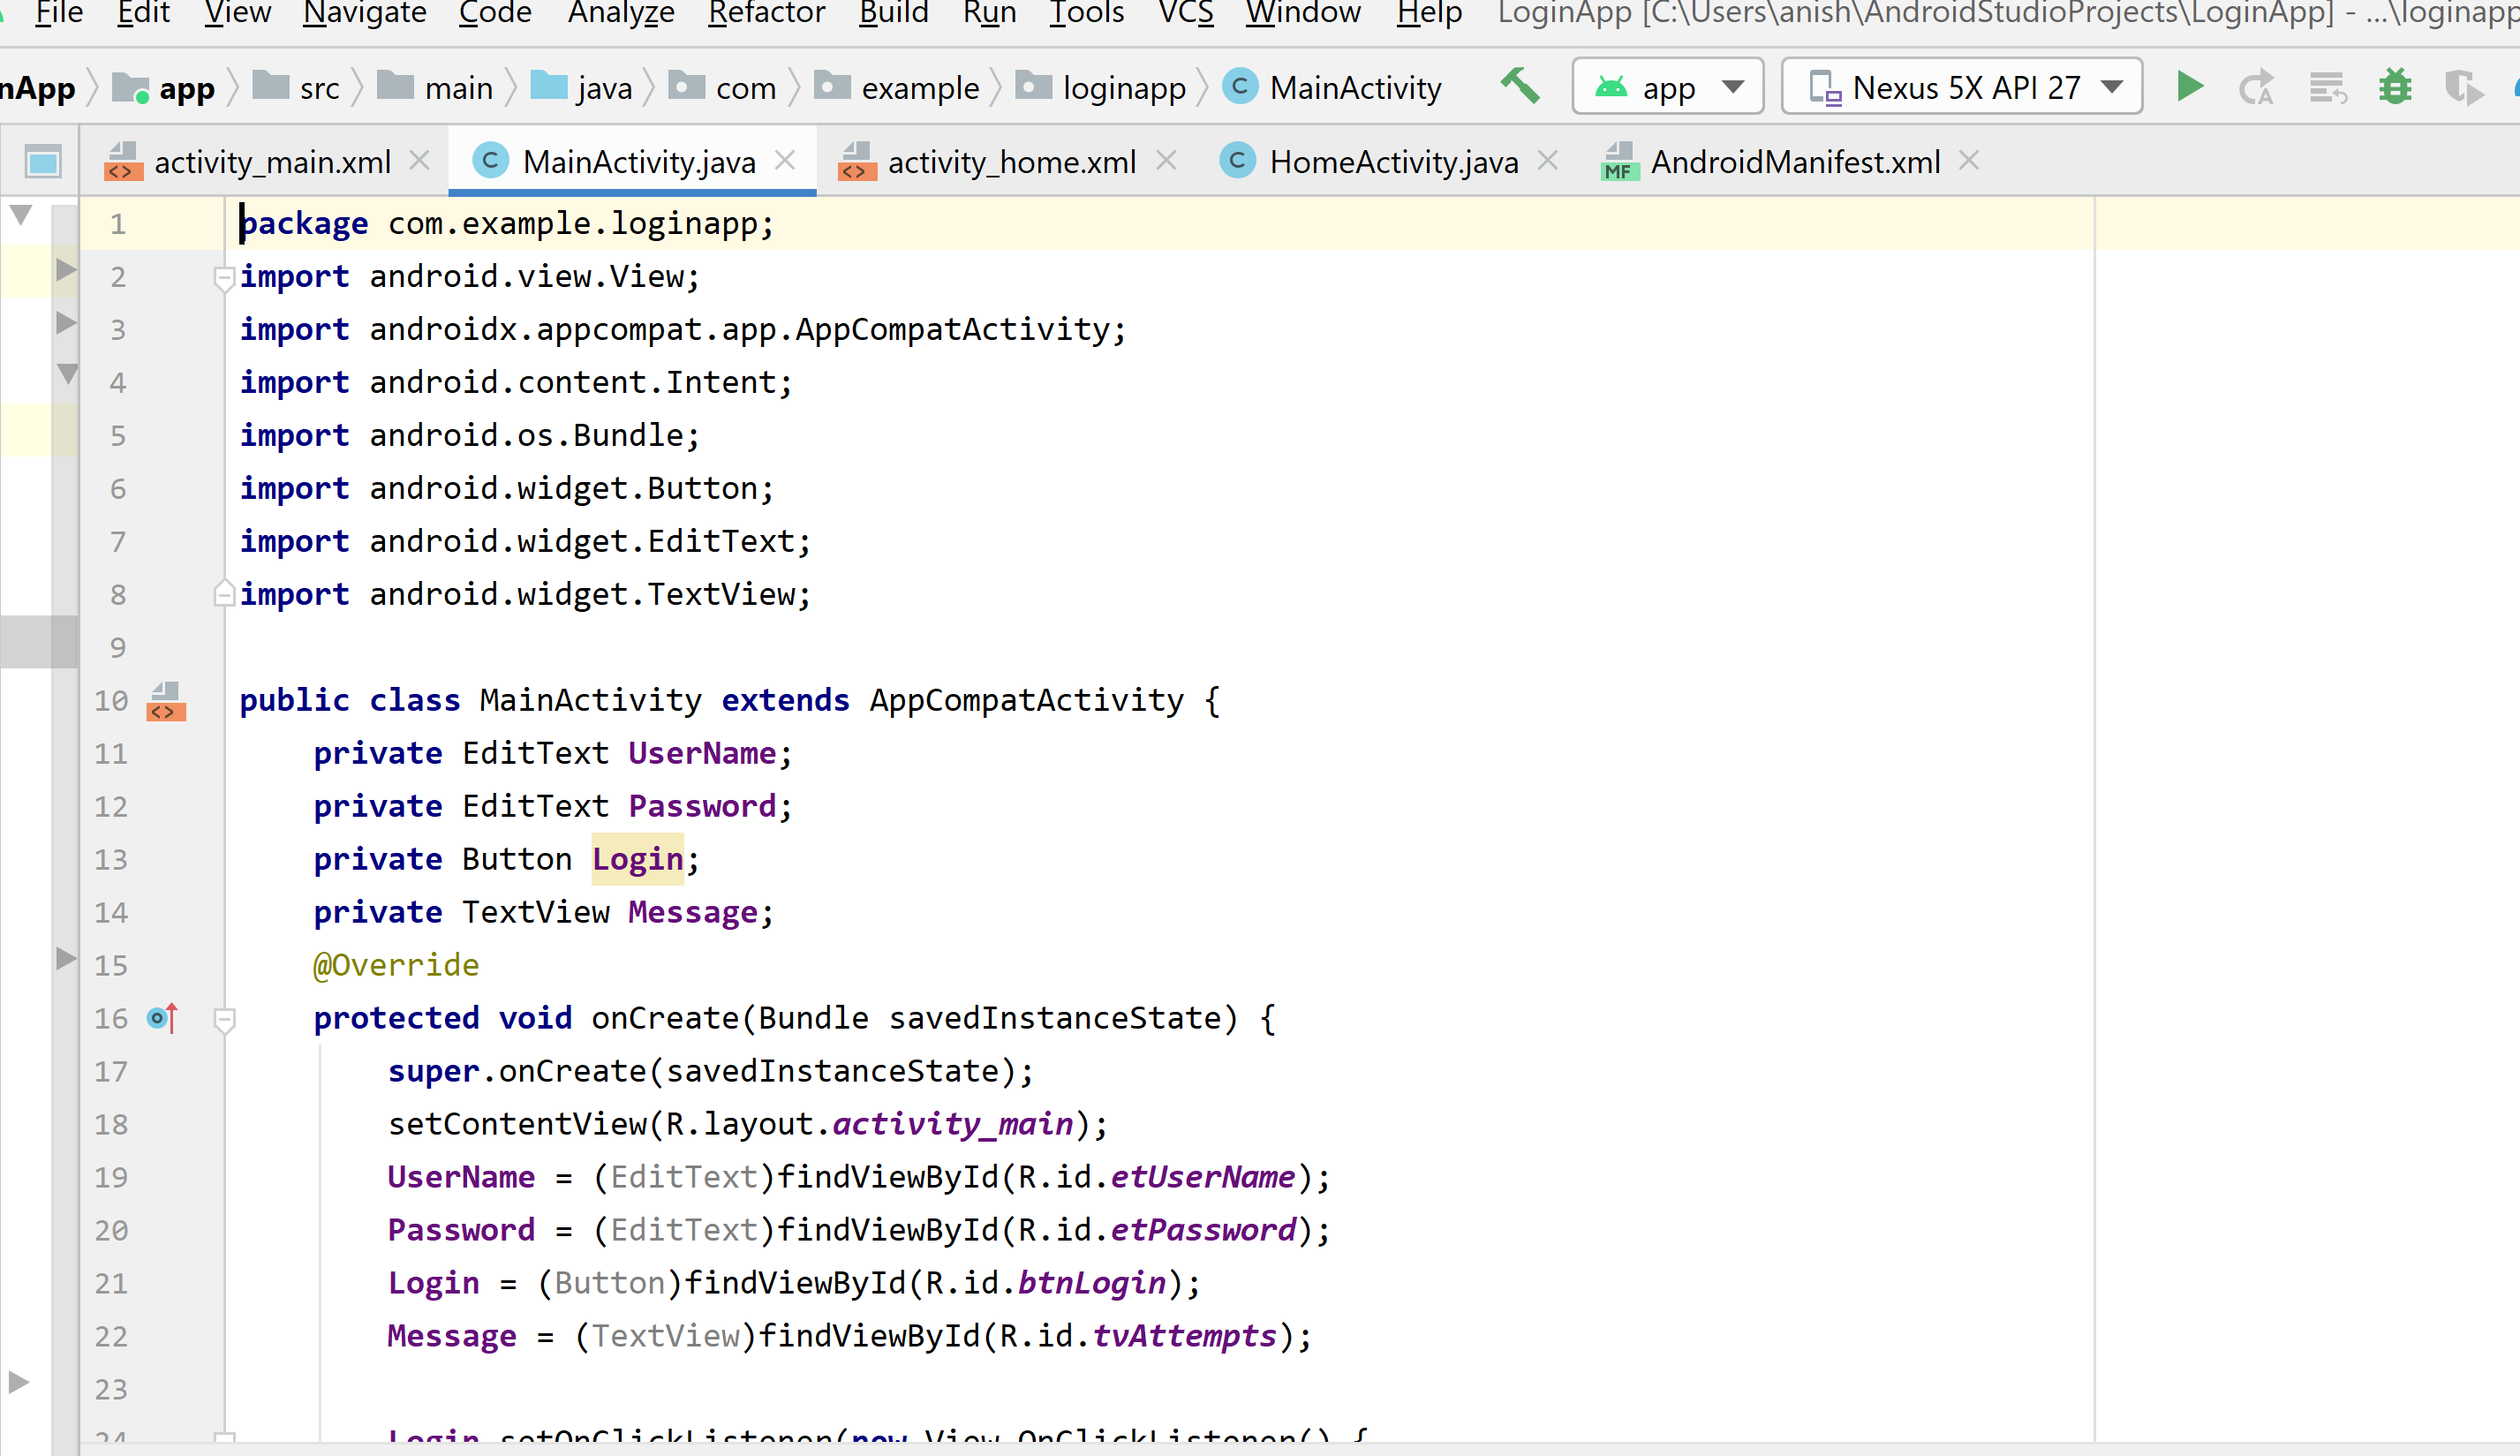 File Edit View Navigate Code Analyze Refactor Build Run Tools VCS Window Help LoginApp [C:\Users\anish\AndroidStudioProjects\LoginApp] - ...\loginapp
nApp app src main java com example loginapp MainActivity app Nexus 5X API 27
activity_main.xml MainActivity.java activity_home.xml HomeActivity.java AndroidManifest.xml
1 package com.example.loginapp;
2 import android.view.View;
3 import androidx.appcompat.app.AppCompatActivity;
4 import android.content.Intent;
5 import android.os.Bundle;
6 import android.widget.Button;
7 import android.widget.EditText;
8 import android.widget.TextView;
9
10 public class MainActivity extends AppCompatActivity {
11 private EditText UserName;
12 private EditText Password;
13 private Button Login;
14 private TextView Message;
15 @Override
16 protected void onCreate(Bundle savedInstanceState) {
17 super.onCreate(savedInstanceState);
18 setContentView(R.layout.activity_main);
19 UserName = (EditText)findViewById(R.id.etUserName);
20 Password = (EditText)findViewById(R.id.etPassword);
21 Login = (Button)findViewById(R.id.btnLogin);
22 Message = (TextView)findViewById(R.id.tvAttempts);
23
24 Login.setOnClickListener(new View.OnClickListener() {